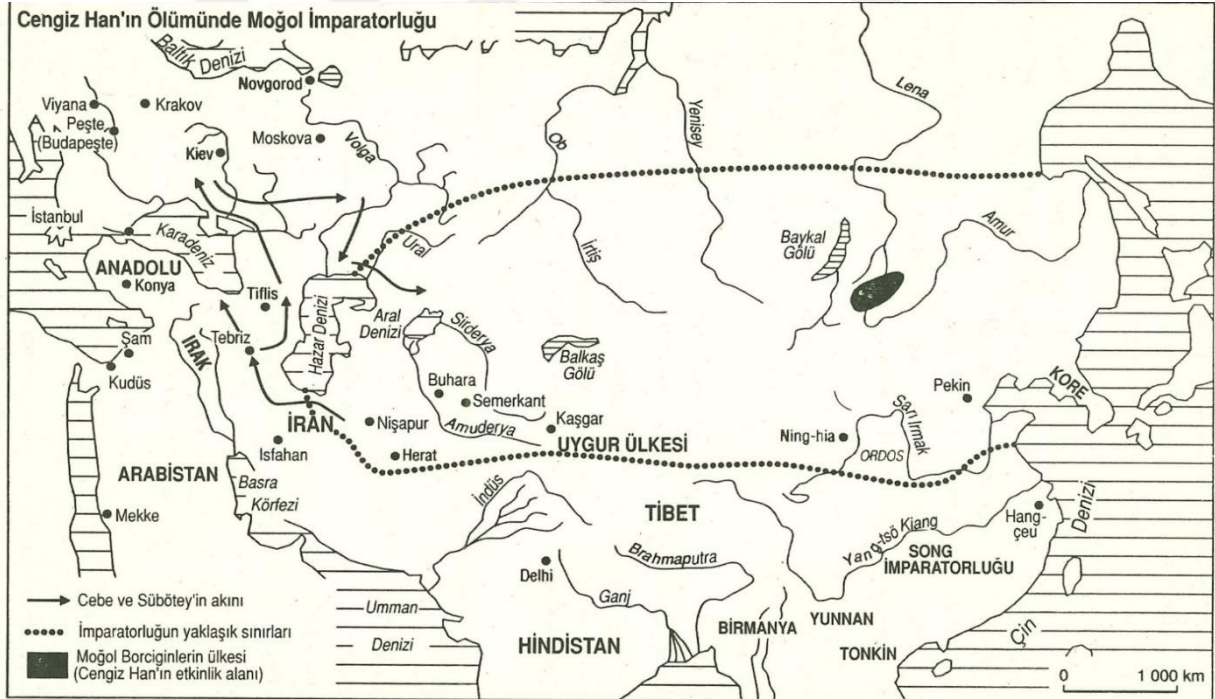 Cengiz Han'ın Ölümünde Moğol İmparatorluğu
Baltık
Denizi
Novgorod
Lena
Viyana
Krakov
Yenisey
Peşte
(Budapeşte)
Moskova
Volga
Ob
Kiev
İstanbul
Karadeniz
Ural
İrtiş
Baykal
Gölü
Amur
ANADOLU
Konya
Tiflis
Hazar Denizi
Aral
Denizi
Sirderya
Şam
IRAK
Tebriz
Balkaş
Gölü
Kudüs
Buhara
Semerkant
Pekin
KORE
İRAN
Nişapur
Amuderya
Kaşgar
Ning-hia
Sarı Irmak
UYGUR ÜLKESİ
Isfahan
Herat
ORDOS
ARABİSTAN
Basra
Körfezi
İndüs
TİBET
Mekke
Yang-tsö Kiang
Hang-
çeu
Denizi
Brahmaputra
SONG
İMPARATORLUĞU
Delhi
Ganj
Cebe ve Sübötey'in akını
Umman
Denizi
YUNNAN
BİRMANYA
İmparatorluğun yaklaşık sınırları
HİNDİSTAN
TONKİN
Çin
Moğol Borciginlerin ülkesi
(Cengiz Han'ın etkinlik alanı)
0 1 000 km